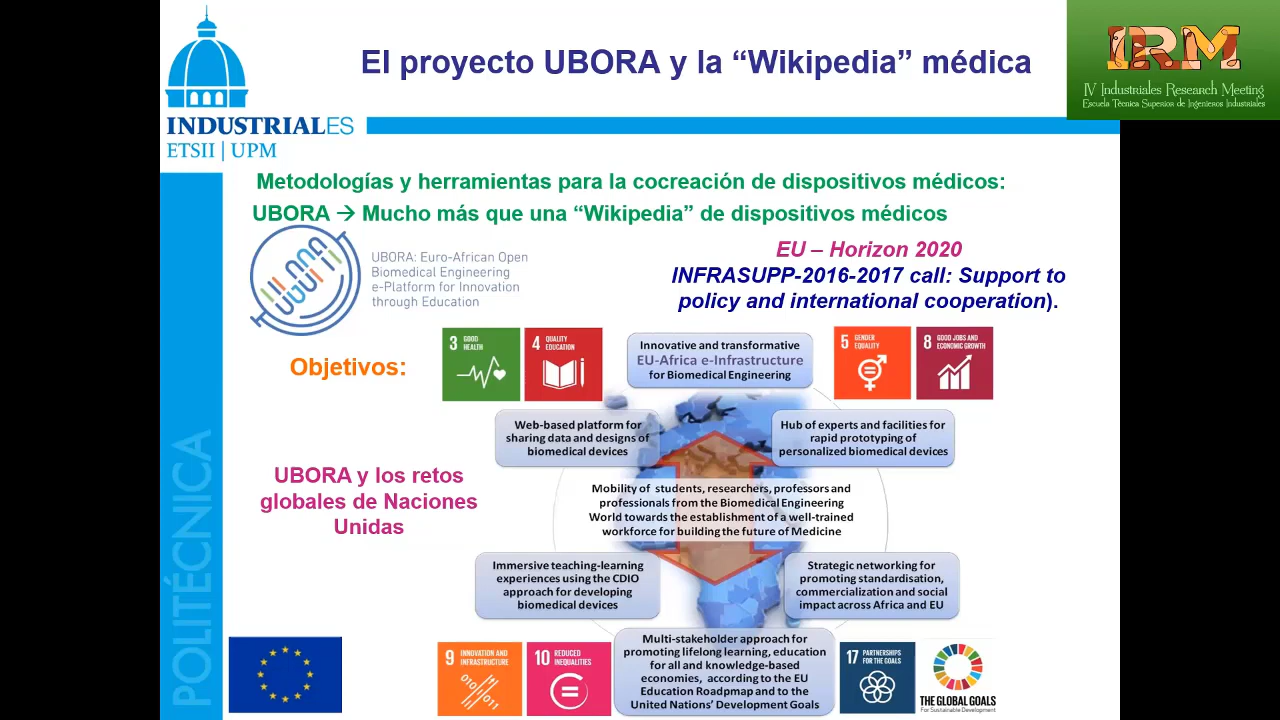 El proyecto UBORA y la “Wikipedia” médica
IRM
IV Industriales Research Meeting
Escuela Técnica Superior de Ingenieros Industriales
INDUSTRIALES
ETSII | UPM
Metodologías y herramientas para la cocreación de dispositivos médicos:
UBORA → Mucho más que una “Wikipedia” de dispositivos médicos
UBORA: Euro-African Open
Biomedical Engineering
e-Platform for Innovation
through Education
EU – Horizon 2020
INFRASUPP-2016-2017 call: Support to
policy and international cooperation).
Objetivos:
3 GOOD
HEALTH
4 QUALITY
EDUCATION
Innovative and transformative
EU-Africa e-Infrastructure
for Biomedical Engineering
5 GENDER
EQUALITY
8 GOOD JOBS AND
ECONOMIC GROWTH
Web-based platform for
sharing data and designs of
biomedical devices
Hub of experts and facilities for
rapid prototyping of
personalized biomedical devices
UBORA y los retos
globales de Naciones
Unidas
Mobility of students, researchers, professors and
professionals from the Biomedical Engineering
World towards the establishment of a well-trained
workforce for building the future of Medicine
Immersive teaching-learning
experiences using the CDIO
approach for developing
biomedical devices
Strategic networking for
promoting standardisation,
commercialization and social
impact across Africa and EU
POLITÉCNICA
9 INNOVATION AND
INFRASTRUCTURE
010/
/011
10 REDUCED
INEQUALITIES
Multi-stakeholder approach for
promoting lifelong learning, education
for all and knowledge-based
economies, according to the EU
Education Roadmap and to the
United Nations’ Development Goals
17 PARTNERSHIPS
FOR THE GOALS
THE GLOBAL GOALS
For Sustainable Development